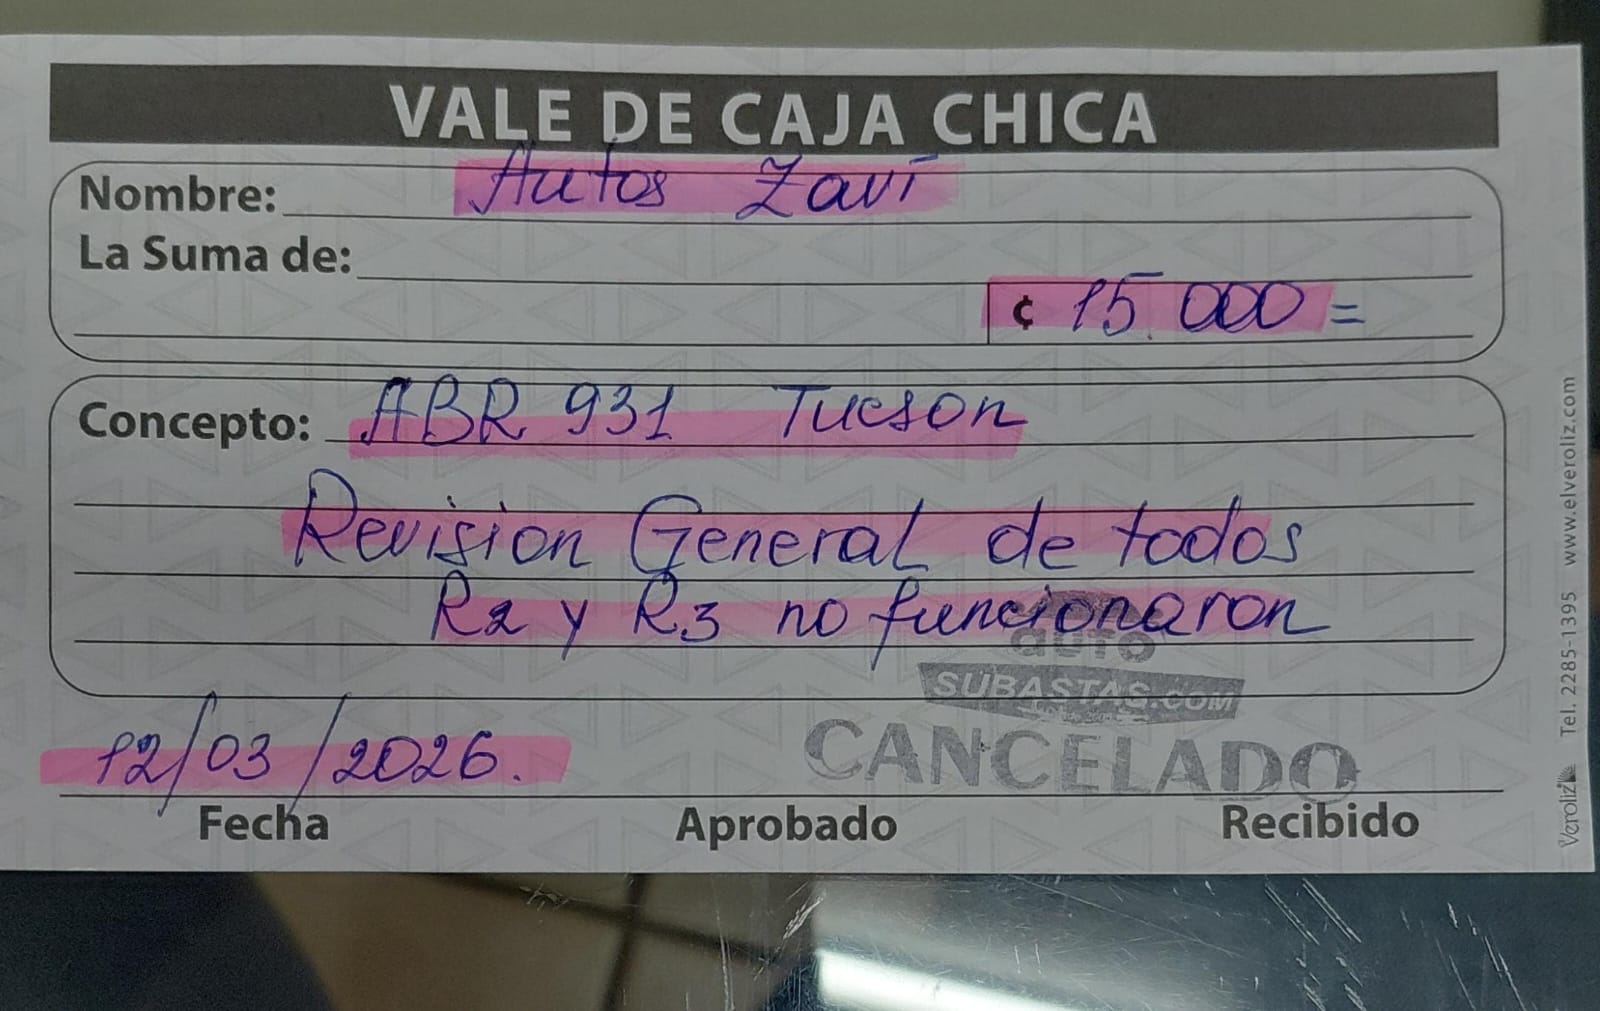 VALE DE CAJA CHICA
Nombre: Autos Zavi
La Suma de:
¢ 15.000=
Concepto: ABR 931 Tucson
Revision General de todos
R2 y R3 no funcionaron
auto
SUBASTAS.COM
CANCELADO
12/03/2026.
Fecha Aprobado Recibido
Veroliz Tel. 2285-1395 www.elveroliz.com